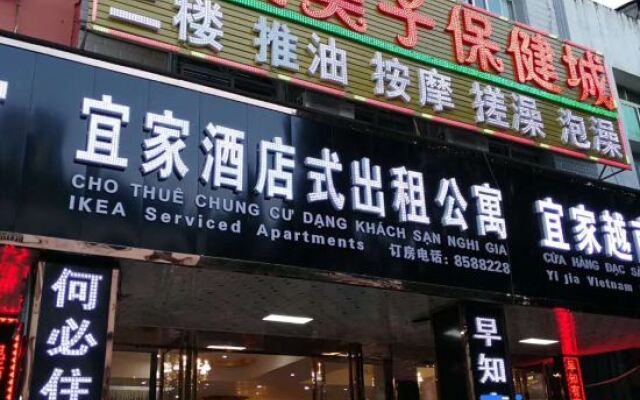 美子保健城
二楼 推油 按摩 搓澡 泡澡
宜家酒店式出租公寓
CHO THUÊ CHUNG CƯ DẠNG KHÁCH SẠN NGHI GIA
IKEA Serviced Apartments 订房电话:8588228
宜家越
CỬA HÀNG ĐẶC
Yi jia Vietnam
何必住
早知